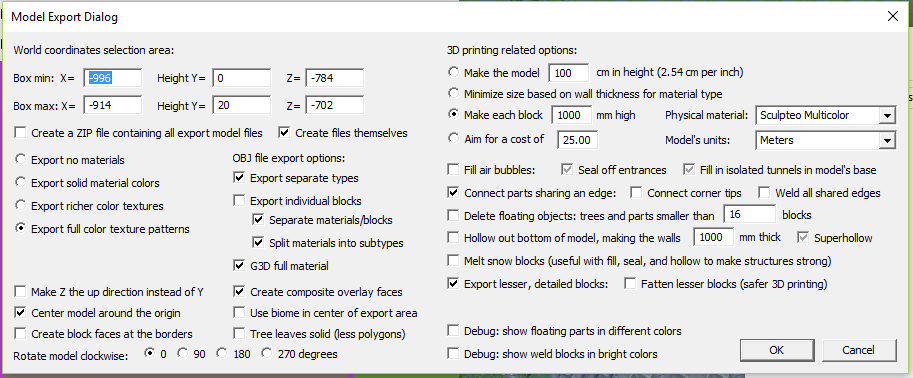 Model Export Dialog
World coordinates selection area:
Box min: X= -996 Height Y= 0 Z= -784
Box max: X= -914 Height Y= 20 Z= -702
Create a ZIP file containing all export model files Create files themselves
Export no materials
Export solid material colors
Export richer color textures
Export full color texture patterns
OBJ file export options:
Export separate types
Export individual blocks
Separate materials/blocks
Split materials into subtypes
G3D full material
Make Z the up direction instead of Y
Center model around the origin
Create block faces at the borders
Create composite overlay faces
Use biome in center of export area
Tree leaves solid (less polygons)
Rotate model clockwise: 0 90 180 270 degrees
3D printing related options:
Make the model 100 cm in height (2.54 cm per inch)
Minimize size based on wall thickness for material type
Make each block 1000 mm high Physical material: Sculpteo Multicolor
Aim for a cost of 25.00 Model's units: Meters
Fill air bubbles: Seal off entrances Fill in isolated tunnels in model's base
Connect parts sharing an edge: Connect corner tips Weld all shared edges
Delete floating objects: trees and parts smaller than 16 blocks
Hollow out bottom of model, making the walls 1000 mm thick Superhollow
Melt snow blocks (useful with fill, seal, and hollow to make structures strong)
Export lesser, detailed blocks: Fatten lesser blocks (safer 3D printing)
Debug: show floating parts in different colors
Debug: show weld blocks in bright colors
OK Cancel